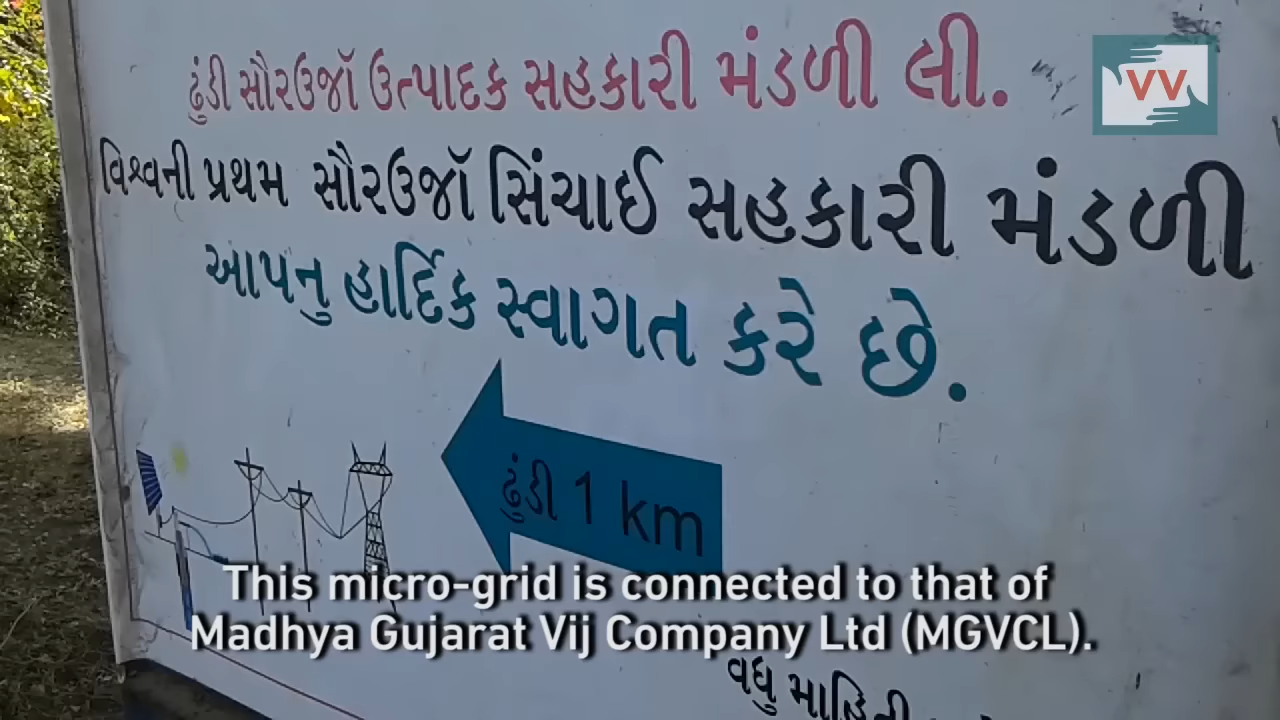 ઢુંડી સૌરઉર્જા ઉત્પાદક સહકારી મંડળી લી.
VV
વિશ્વની પ્રથમ સૌરઉર્જા સિંચાઈ સહકારી મંડળી
આપનુ હાર્દિક સ્વાગત કરે છે.
ઢુંડી 1 km
This micro-grid is connected to that of
Madhya Gujarat Vij Company Ltd (MGVCL).
વધુ